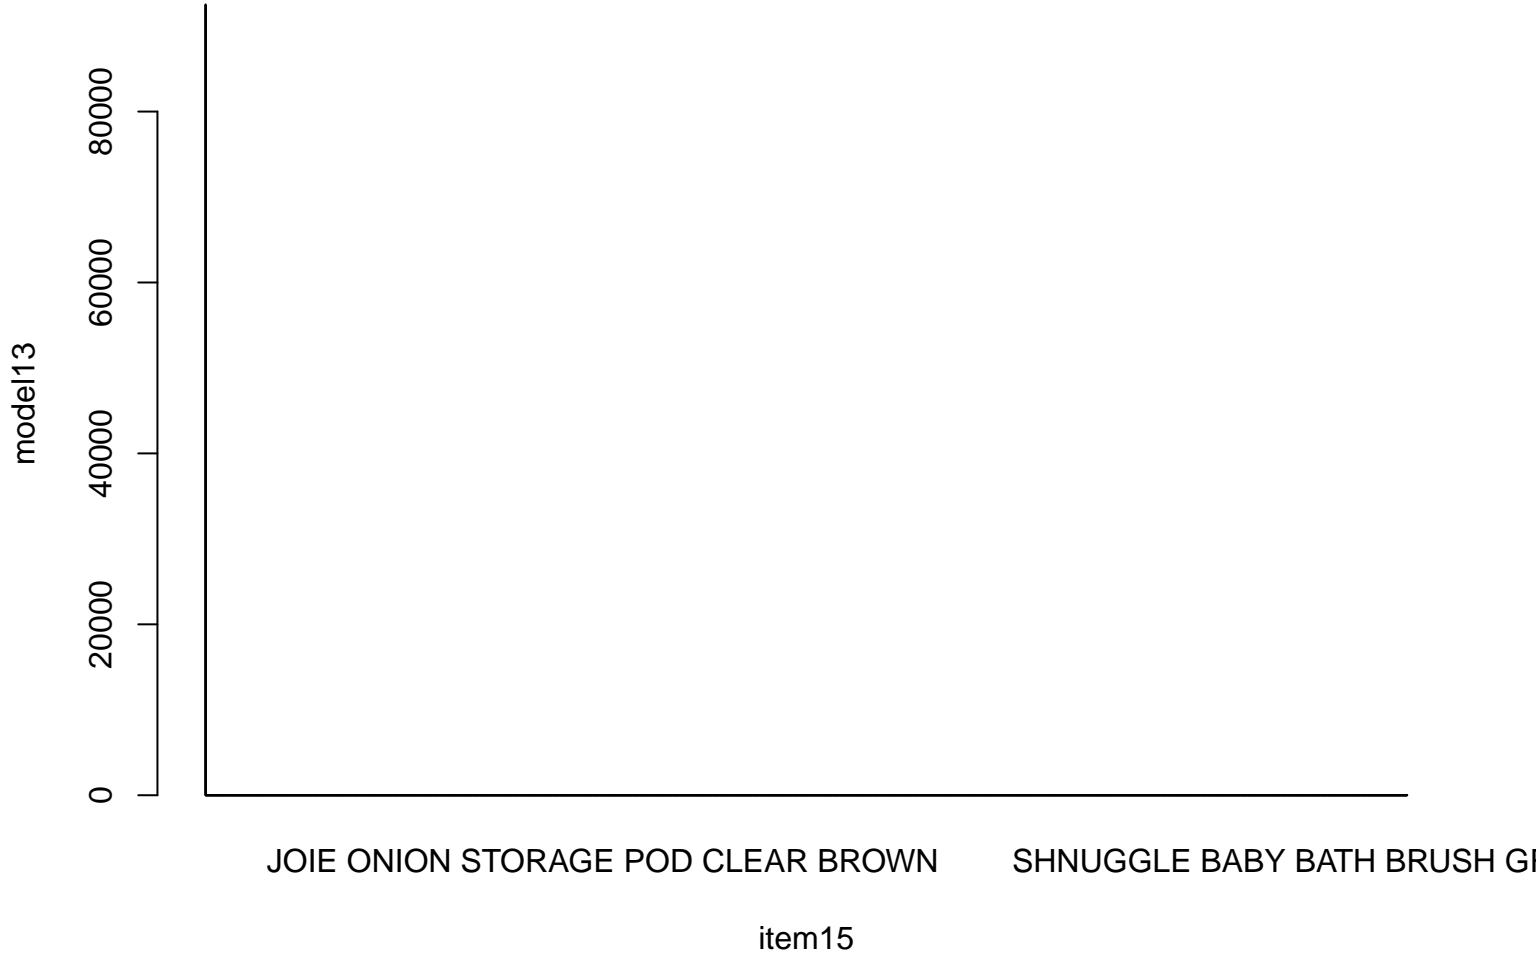 80000
60000
40000
20000
0
model13
JOIE ONION STORAGE POD CLEAR BROWN
SHNUGGLE BABY BATH BRUSH
item15